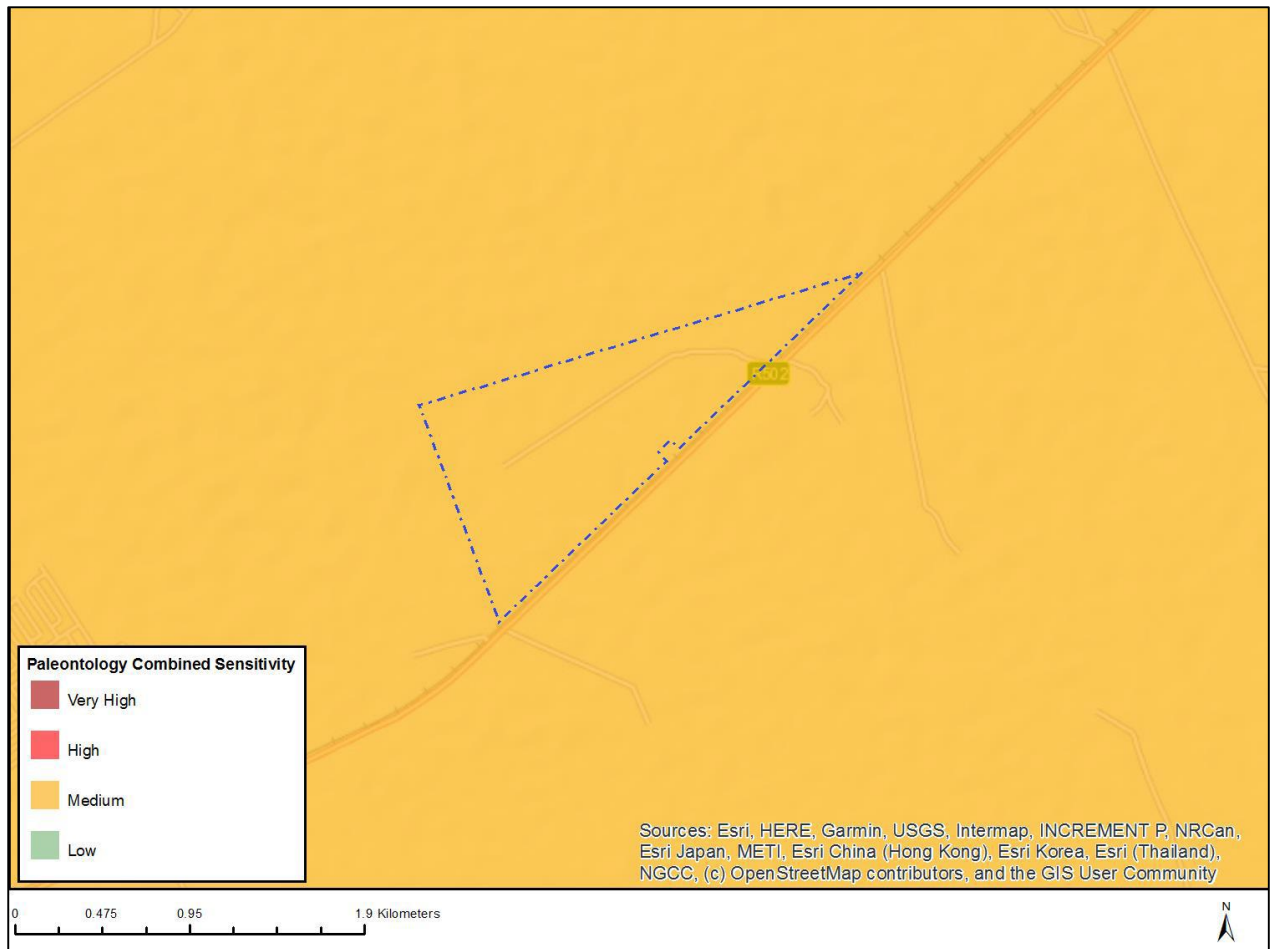 R502
Paleontology Combined Sensitivity
Very High
High
Medium
Low
Sources: Esri, HERE, Garmin, USGS, Intermap, INCREMENT P, NRCan,
Esri Japan, METI, Esri China (Hong Kong), Esri Korea, Esri (Thailand),
NGCC, (c) OpenStreetMap contributors, and the GIS User Community
0 0.475 0.95 1.9 Kilometers
N